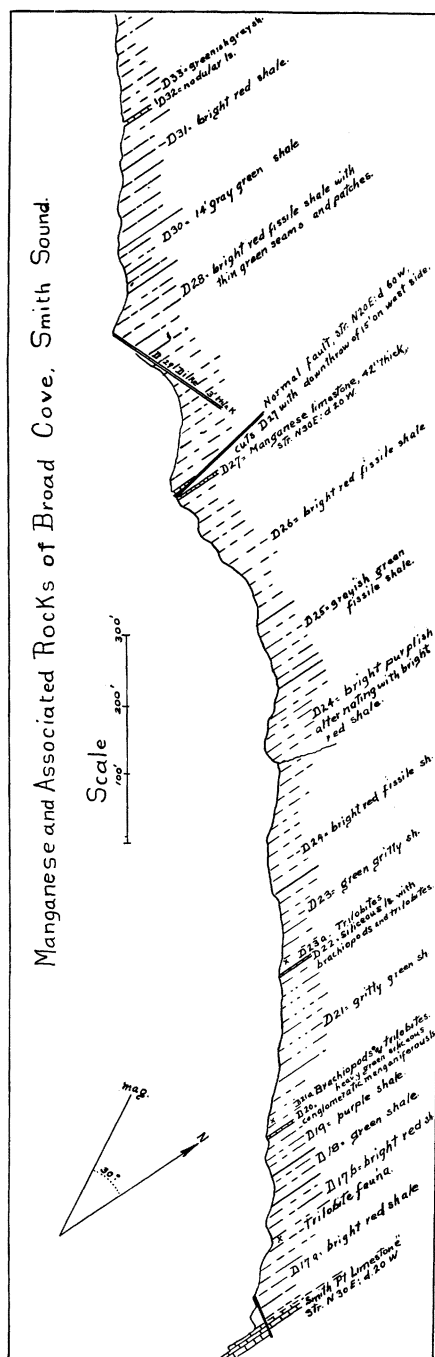 Manganese and Associated Rocks of Broad Cove, Smith Sound.
D33= greenish grey sh.
D32= nodular ls.
D31- bright red shale.
D30= 14' gray green shale
D28= bright red fissile shale with
thin green seams and patches.
Normal fault, str. N20E: d 60W,
cuts D27 with downthrow of 15' on west side.
D27= Manganese limestone, 42" thick,
str. N30E: d 20 W.
D26= bright red fissile shale
D25= greyish green
fissile shale.
D24= bright purplish
alternating with bright
red shale.
D24= bright red fissile sh.
D23= green gritty sh.
D23a. Trilobites
D22. Siliceous ls with
brachiopods and trilobites.
D21= gritty green sh
Brachiopods & trilobites.
D20. heavy green siliceous
conglomeratic manganiferous
D19= purple shale.
D18= green shale.
D17b= bright red sh
x Trilobite fauna.
D17a= bright red shale
"Smith Pt Limestone"
Str. N30E: d.20 W
Scale
300'
200'
100'
mag.
30°
N